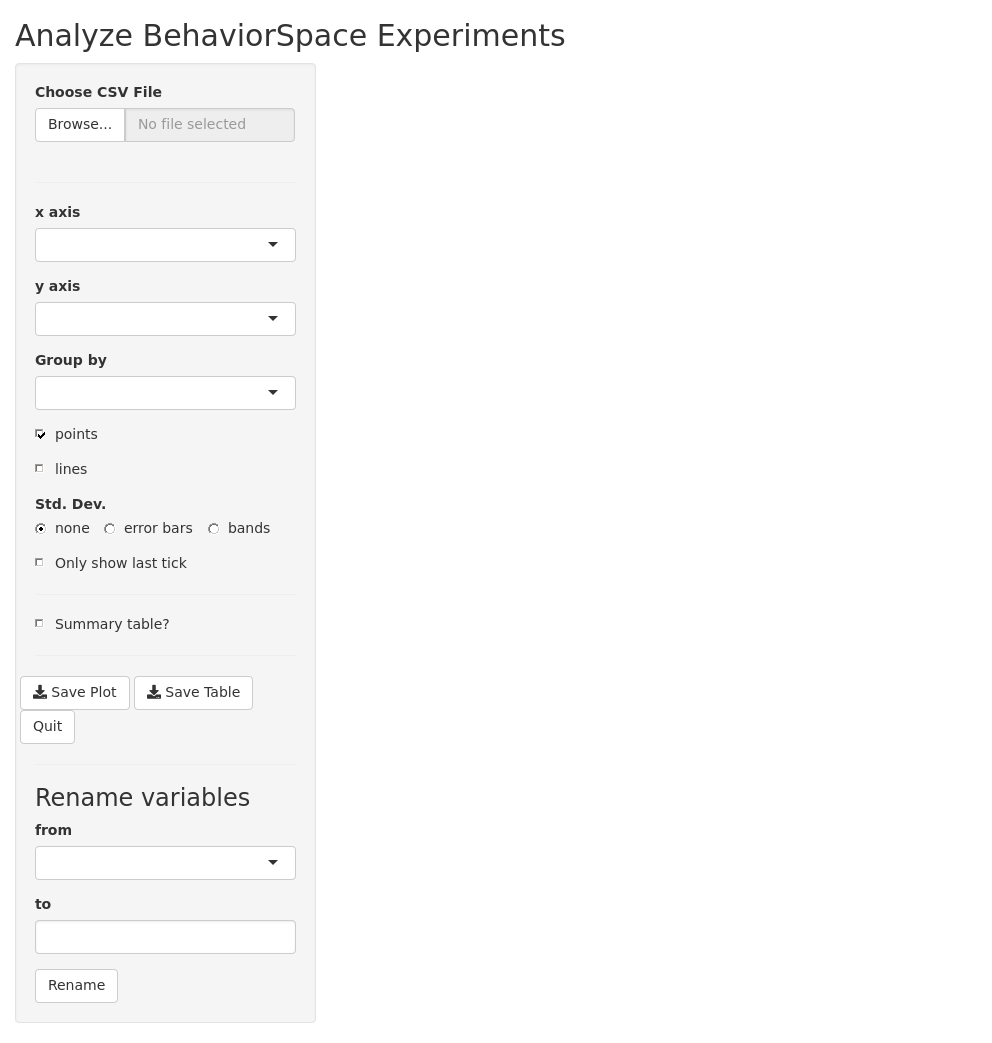 Analyze BehaviorSpace Experiments
Choose CSV File
Browse... No file selected
x axis
y axis
Group by
points
lines
Std. Dev.
none error bars bands
Only show last tick
Summary table?
Save Plot Save Table
Quit
Rename variables
from
to
Rename